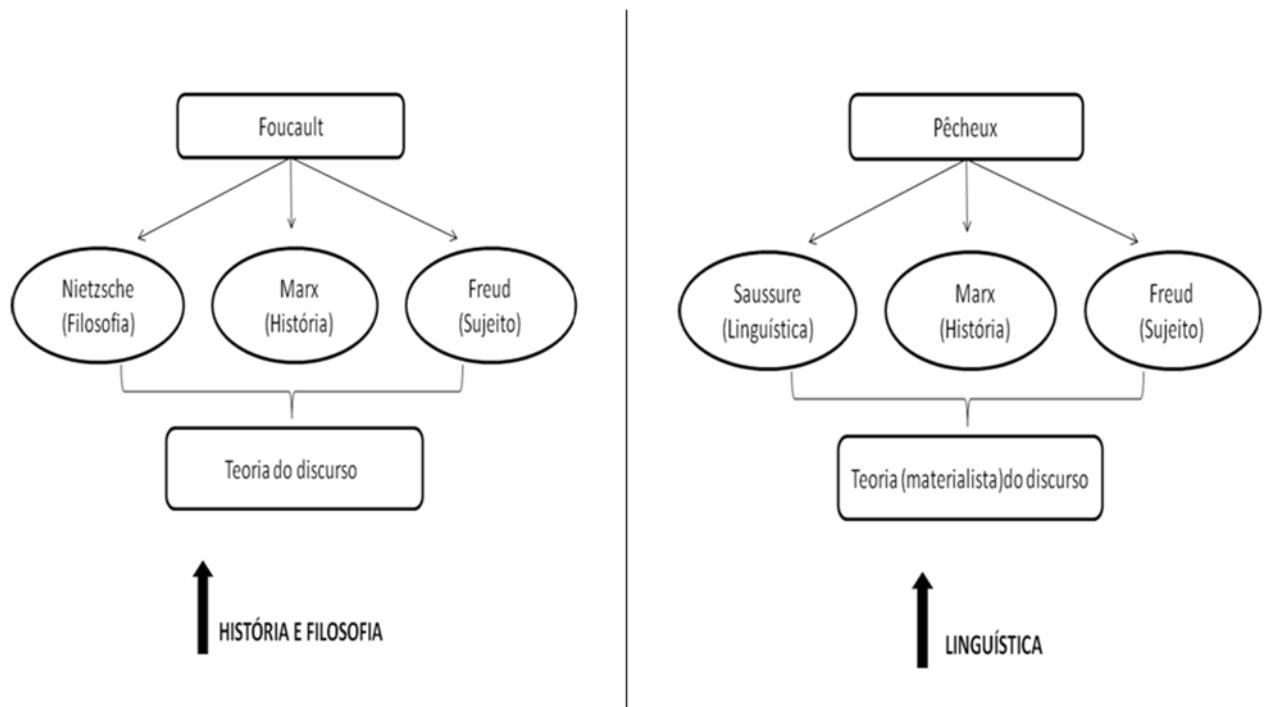 Foucault
Nietzsche
(Filosofia)
Marx
(História)
Freud
(Sujeito)
Teoria do discurso
HISTÓRIA E FILOSOFIA
Pêcheux
Saussure
(Linguística)
Marx
(História)
Freud
(Sujeito)
Teoria (materialista)do discurso
LINGUÍSTICA